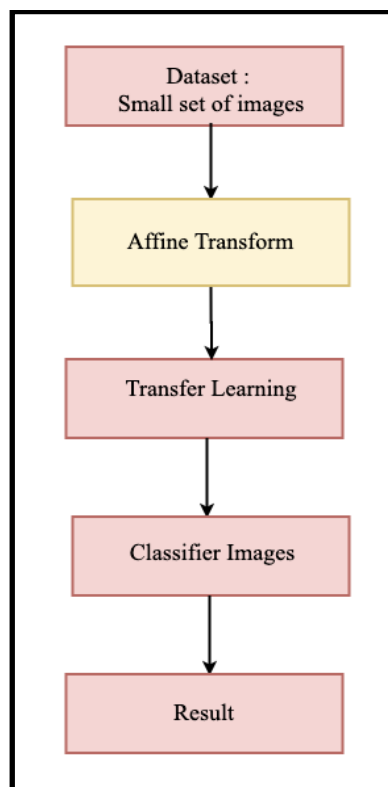 Dataset :
Small set of images
Affine Transform
Transfer Learning
Classifier Images
Result